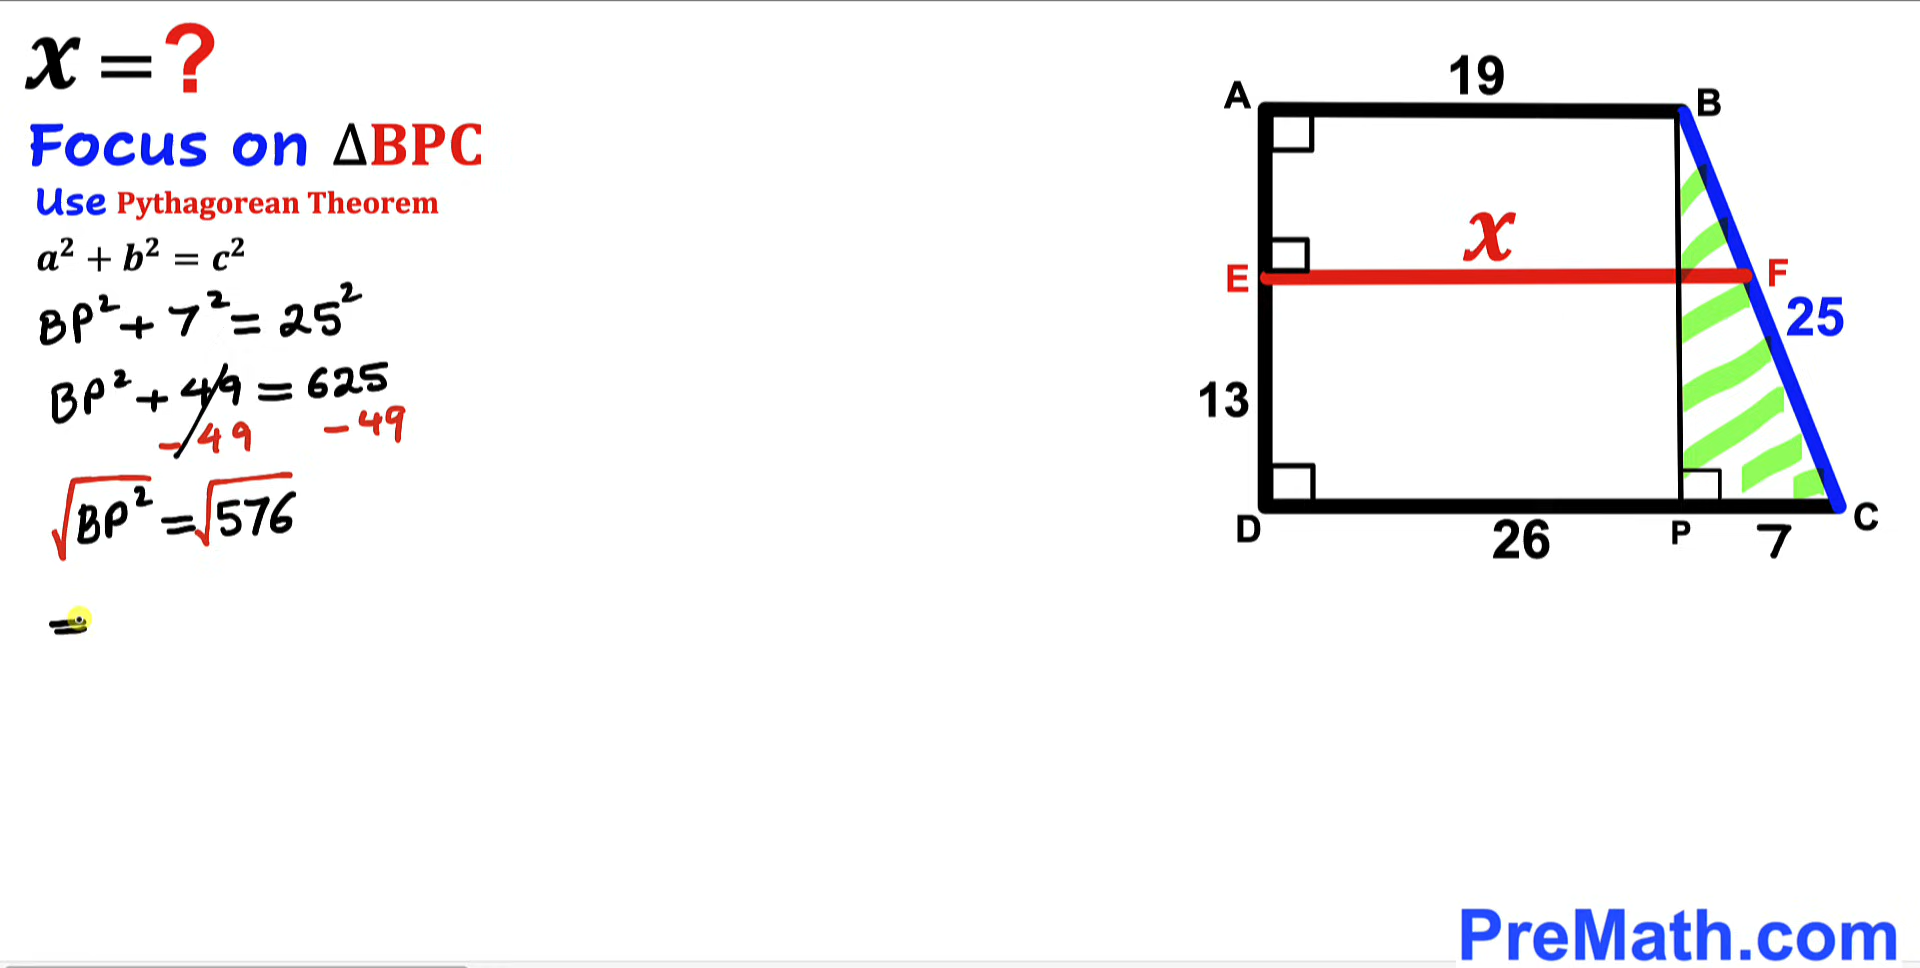 x = ?
Focus on ΔBPC
Use Pythagorean Theorem
a² + b² = c²
BP² + 7² = 25²
BP² + 49 = 625
-49 -49
√BP² = √576
=
19
A
B
x
E
F
25
13
D
26
P
7
C
PreMath.com